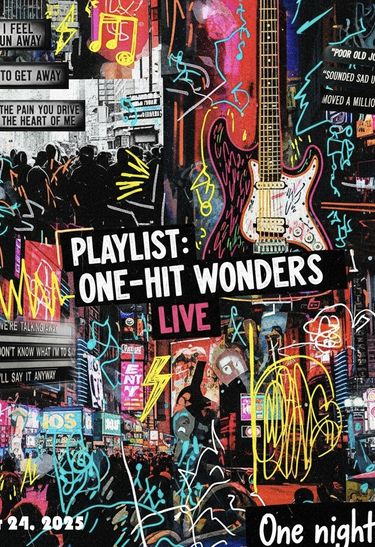 I FEEL
UN AWAY
TO GET AWAY
THE PAIN YOU DRIVE
THE HEART OF ME
"POOR OLD JO
"SOUNDED SAD U
MOVED A MILLIO
PLAYLIST:
ONE-HIT WONDERS
LIVE
WE'RE TALKING AWAY
DON'T KNOW WHAT I'M TO S
'LL SAY IT ANYWAY
24, 2025
One night